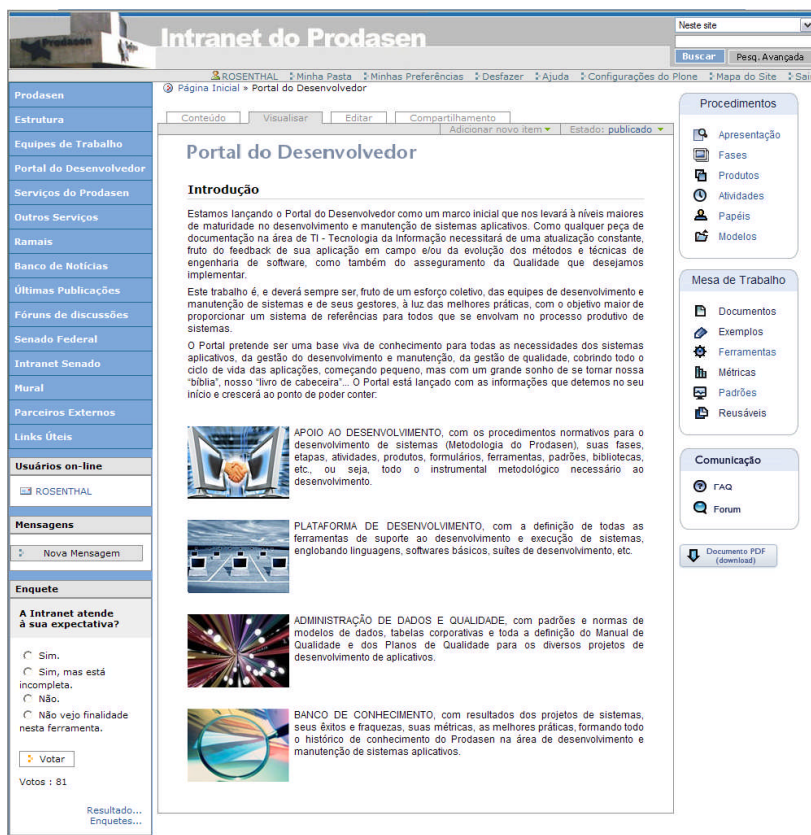 Prodasen
Intranet do Prodasen
Neste site
Buscar
Pesq. Avançada
ROSENTHAL
Minha Pasta
Minhas Preferências
Desfazer
Ajuda
Configurações do Plone
Mapa do Site
Sai
Prodasen
Estrutura
Equipes de Trabalho
Portal do Desenvolvedor
Serviços do Prodasen
Outros Serviços
Ramais
Banco de Notícias
Últimas Publicações
Fóruns de discussões
Senado Federal
Intranet Senado
Mural
Parceiros Externos
Links Úteis
Usuários on-line
ROSENTHAL
Mensagens
Nova Mensagem
Enquete
A Intranet atende
à sua expectativa?
Sim.
Sim, mas está
incompleta.
Não.
Não vejo finalidade
nesta ferramenta.
Votar
Votos : 81
Resultado...
Enquetes...
Página Inicial » Portal do Desenvolvedor
Conteúdo
Visualisar
Editar
Compartilhamento
Adicionar novo item
Estado: publicado
Portal do Desenvolvedor
Introdução
Estamos lançando o Portal do Desenvolvedor como um marco inicial que nos levará à níveis maiores
de maturidade no desenvolvimento e manutenção de sistemas aplicativos. Como qualquer peça de
documentação na área de TI - Tecnologia da Informação necessitará de uma atualização constante,
fruto do feedback de sua aplicação em campo e/ou da evolução dos métodos e técnicas de
engenharia de software, como também do asseguramento da Qualidade que desejamos
implementar.
Este trabalho é, e deverá sempre ser, fruto de um esforço coletivo, das equipes de desenvolvimento e
manutenção de sistemas e de seus gestores, à luz das melhores práticas, com o objetivo maior de
proporcionar um sistema de referências para todos que se envolvam no processo produtivo de
sistemas.
O Portal pretende ser uma base viva de conhecimento para todas as necessidades dos sistemas
aplicativos, da gestão do desenvolvimento e manutenção, da gestão de qualidade, cobrindo todo o
ciclo de vida das aplicações, começando pequeno, mas com um grande sonho de se tornar nossa
"bíblia", nosso "livro de cabeceira"... O Portal está lançado com as informações que detemos no seu
início e crescerá ao ponto de poder conter:
APOIO AO DESENVOLVIMENTO, com os procedimentos normativos para o
desenvolvimento de sistemas (Metodologia do Prodasen), suas fases,
etapas, atividades, produtos, formulários, ferramentas, padrões, bibliotecas,
etc., ou seja, todo o instrumental metodológico necessário ao
desenvolvimento.
PLATAFORMA DE DESENVOLVIMENTO, com a definição de todas as
ferramentas de suporte ao desenvolvimento e execução de sistemas,
englobando linguagens, softwares básicos, suítes de desenvolvimento, etc.
ADMINISTRAÇÃO DE DADOS E QUALIDADE, com padrões e normas de
modelos de dados, tabelas corporativas e toda a definição do Manual de
Qualidade e dos Planos de Qualidade para os diversos projetos de
desenvolvimento de aplicativos.
BANCO DE CONHECIMENTO, com resultados dos projetos de sistemas,
seus êxitos e fraquezas, suas métricas, as melhores práticas, formando todo
o histórico de conhecimento do Prodasen na área de desenvolvimento e
manutenção de sistemas aplicativos.
Procedimentos
Apresentação
Fases
Produtos
Atividades
Papéis
Modelos
Mesa de Trabalho
Documentos
Exemplos
Ferramentas
Métricas
Padrões
Reusáveis
Comunicação
FAQ
Forum
Documento PDF
(download)